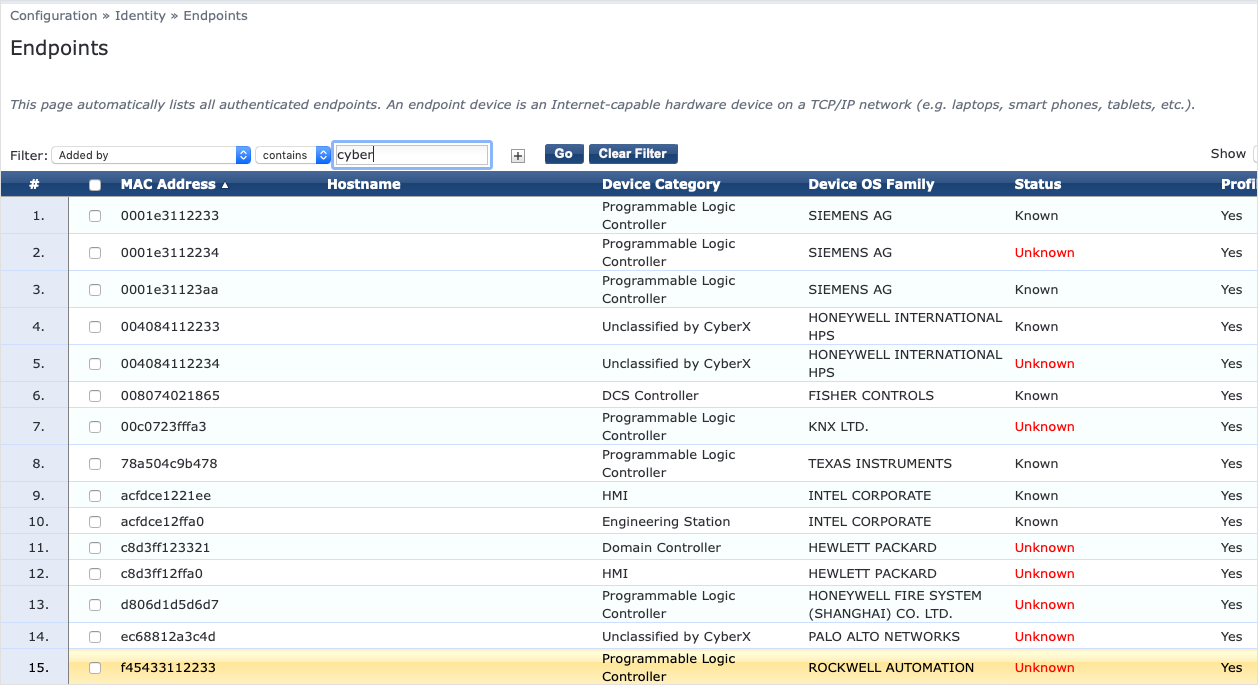 Configuration » Identity » Endpoints
Endpoints
This page automatically lists all authenticated endpoints. An endpoint device is an Internet-capable hardware device on a TCP/IP network (e.g. laptops, smart phones, tablets, etc.).
Filter: Added by contains cyber + Go Clear Filter Show
# MAC Address ▲ Hostname Device Category Device OS Family Status Profi
1. 0001e3112233 Programmable Logic Controller SIEMENS AG Known Yes
2. 0001e3112234 Programmable Logic Controller SIEMENS AG Unknown Yes
3. 0001e31123aa Programmable Logic Controller SIEMENS AG Known Yes
4. 004084112233 Unclassified by CyberX HONEYWELL INTERNATIONAL HPS Known Yes
5. 004084112234 Unclassified by CyberX HONEYWELL INTERNATIONAL HPS Unknown Yes
6. 008074021865 DCS Controller FISHER CONTROLS Known Yes
7. 00c0723fffa3 Programmable Logic Controller KNX LTD. Unknown Yes
8. 78a504c9b478 Programmable Logic Controller TEXAS INSTRUMENTS Known Yes
9. acfdce1221ee HMI INTEL CORPORATE Known Yes
10. acfdce12ffa0 Engineering Station INTEL CORPORATE Known Yes
11. c8d3ff123321 Domain Controller HEWLETT PACKARD Unknown Yes
12. c8d3ff12ffa0 HMI HEWLETT PACKARD Unknown Yes
13. d806d1d5d6d7 Programmable Logic Controller HONEYWELL FIRE SYSTEM (SHANGHAI) CO. LTD. Unknown Yes
14. ec68812a3c4d Unclassified by CyberX PALO ALTO NETWORKS Unknown Yes
15. f45433112233 Programmable Logic Controller ROCKWELL AUTOMATION Unknown Yes